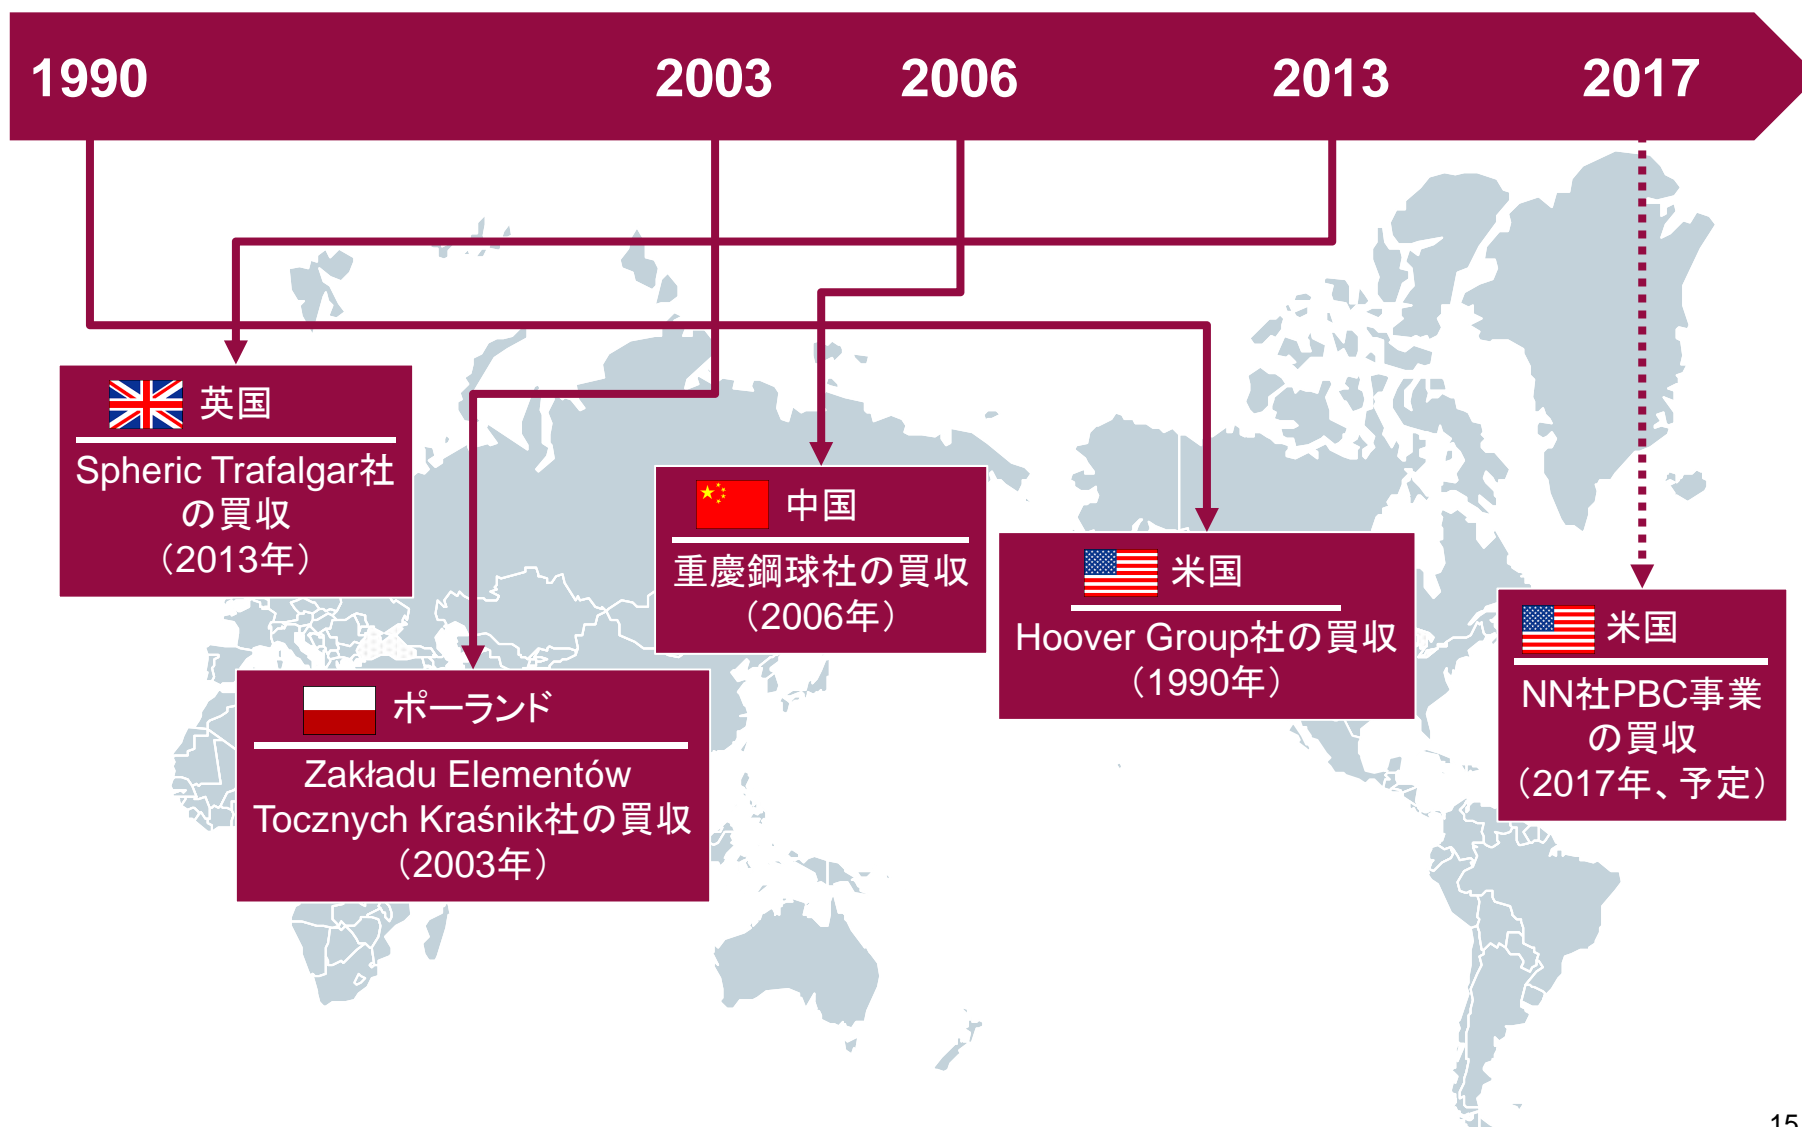 1990 2003 2006 2013 2017
英国
Spheric Trafalgar社
の買収
（2013年）
中国
重慶鋼球社の買収
（2006年）
米国
Hoover Group社の買収
（1990年）
米国
NN社PBC事業
の買収
（2017年、予定）
ポーランド
Zakładu Elementów
Tocznych Kraśnik社の買収
（2003年）
15